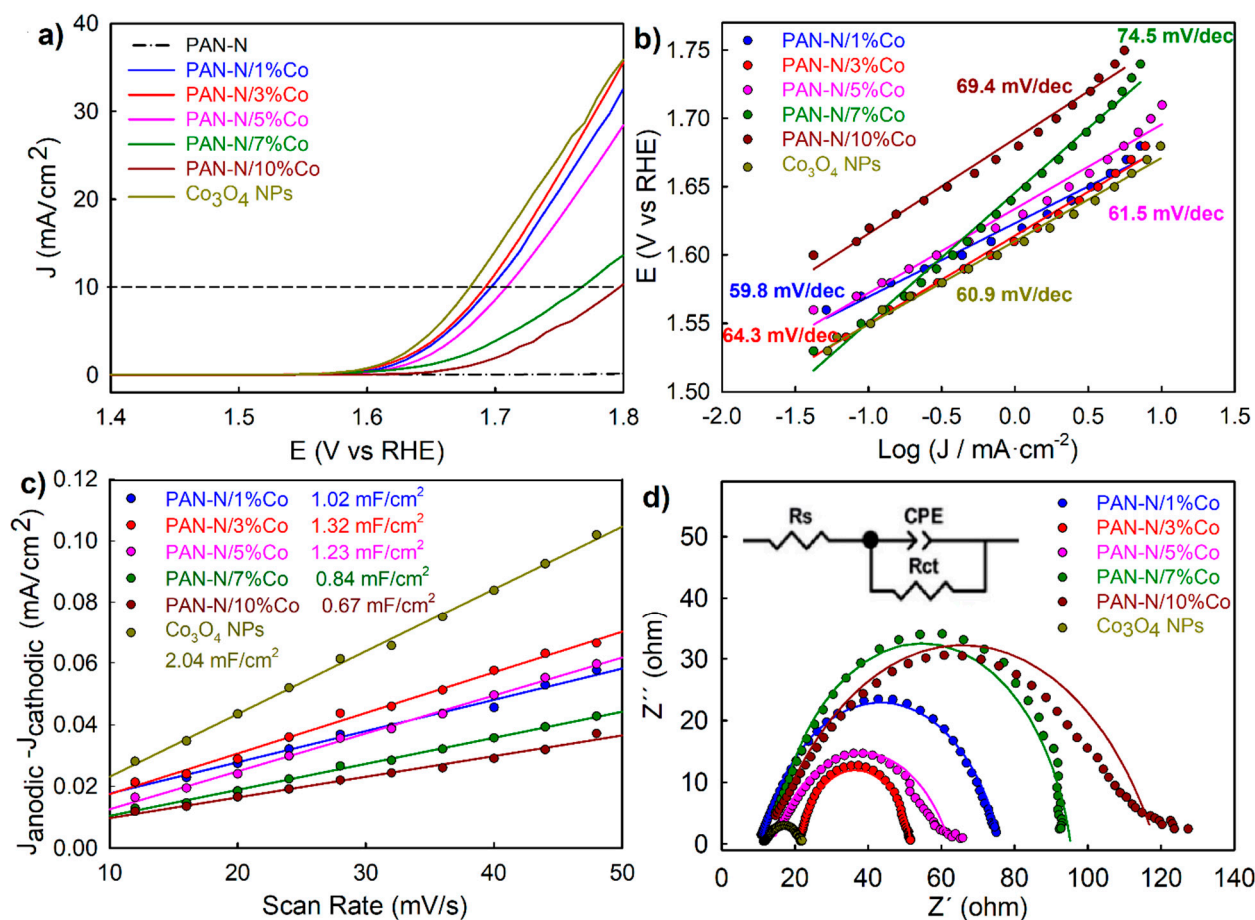 a)
PAN-N
PAN-N/1%Co
PAN-N/3%Co
PAN-N/5%Co
PAN-N/7%Co
PAN-N/10%Co
Co₃O₄ NPs
J (mA/cm²)
40
30
20
10
0
1.4 1.5 1.6 1.7 1.8
E (V vs RHE)
b)
PAN-N/1%Co
PAN-N/3%Co
PAN-N/5%Co
PAN-N/7%Co
PAN-N/10%Co
Co₃O₄ NPs
74.5 mV/dec
69.4 mV/dec
61.5 mV/dec
59.8 mV/dec
60.9 mV/dec
64.3 mV/dec
E (V vs RHE)
1.75
1.70
1.65
1.60
1.55
1.50
-2.0 -1.5 -1.0 -0.5 0.0 0.5 1.0 1.5
Log (J / mA·cm⁻²)
c)
PAN-N/1%Co 1.02 mF/cm²
PAN-N/3%Co 1.32 mF/cm²
PAN-N/5%Co 1.23 mF/cm²
PAN-N/7%Co 0.84 mF/cm²
PAN-N/10%Co 0.67 mF/cm²
Co₃O₄ NPs
2.04 mF/cm²
Janodic -Jcathodic (mA/cm²)
0.12
0.10
0.08
0.06
0.04
0.02
0.00
10 20 30 40 50
Scan Rate (mV/s)
d)
Rs
CPE
Rct
PAN-N/1%Co
PAN-N/3%Co
PAN-N/5%Co
PAN-N/7%Co
PAN-N/10%Co
Co₃O₄ NPs
Z´´ (ohm)
50
40
30
20
10
0
0 20 40 60 80 100 120 140
Z´ (ohm)